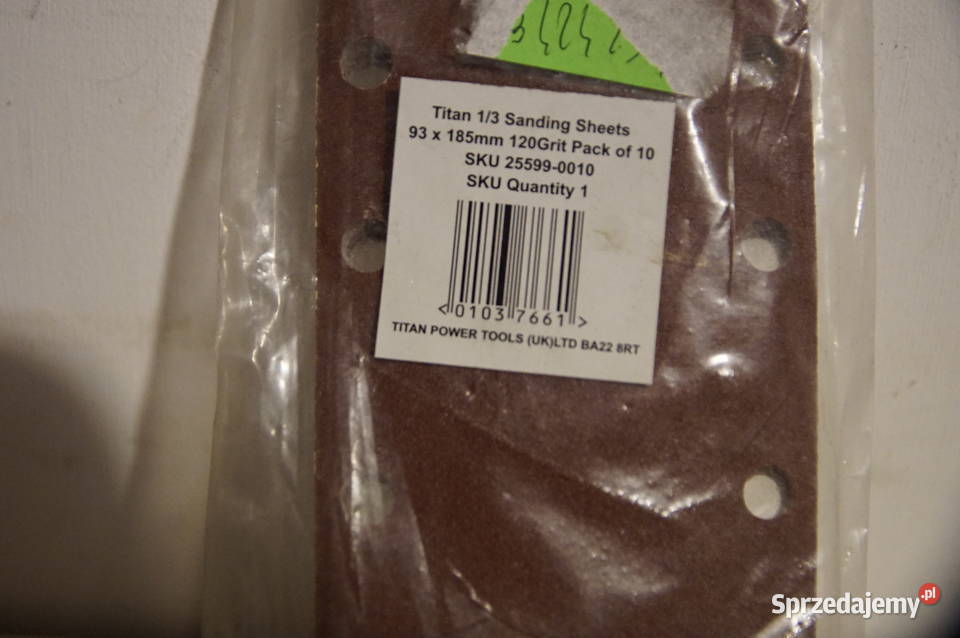 Titan 1/3 Sanding Sheets
93 x 185mm 120Grit Pack of 10
SKU 25599-0010
SKU Quantity 1
<0103 7661>
TITAN POWER TOOLS (UK)LTD BA22 8RT
Sprzedajemy.pl